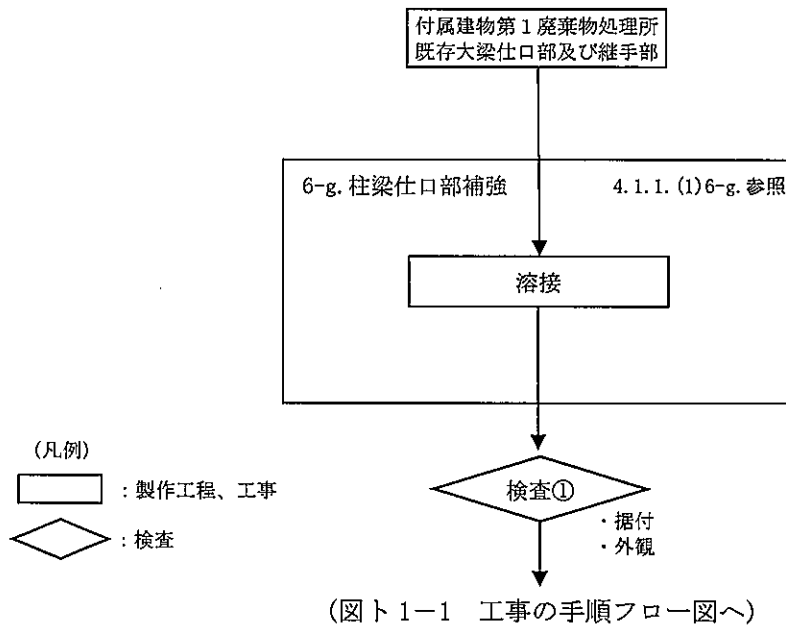 付属建物第1廃棄物処理所
既存大梁仕口部及び継手部
6-g.柱梁仕口部補強
4.1.1.(1)6-g.参照
溶接
検査①
・据付
・外観
(凡例)
：製作工程、工事
：検査
(図ト1－1　工事の手順フロー図へ)